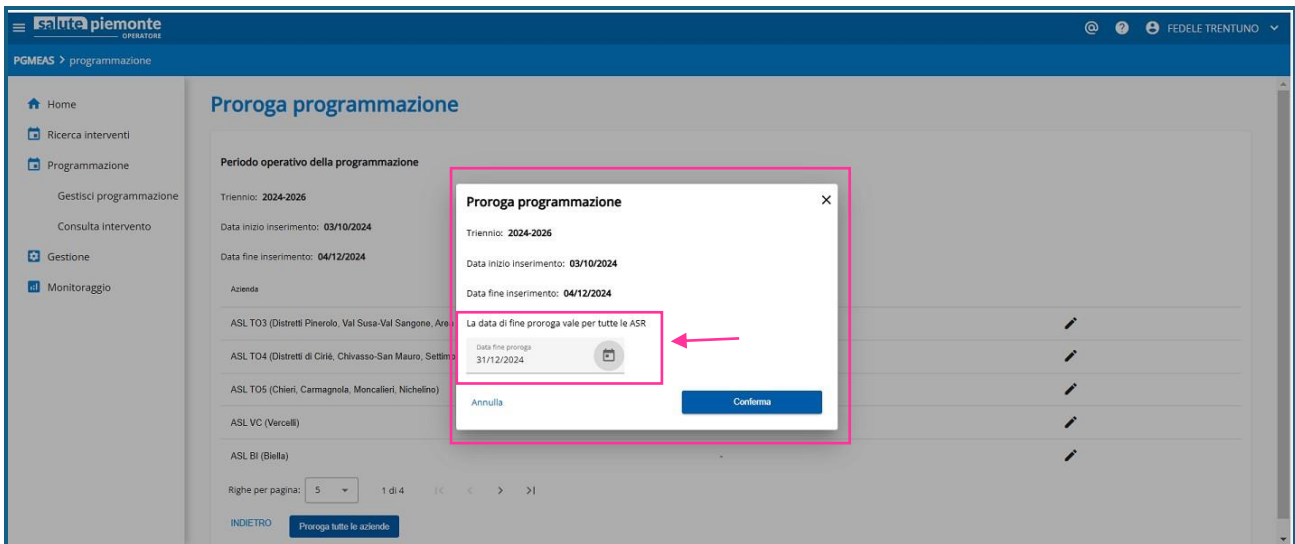 salute piemonte
OPERATORE
FEDELE TRENTUNO
PGMEAS > programmazione
Home
Ricerca interventi
Programmazione
Gestisci programmazione
Consulta intervento
Gestione
Monitoraggio
Proroga programmazione
Periodo operativo della programmazione
Triennio: 2024-2026
Data inizio inserimento: 03/10/2024
Data fine inserimento: 04/12/2024
Azienda
ASL TO3 (Distretti Pinerolo, Val Susa-Val Sangone, Area
ASL TO4 (Distretti di Ciriè, Chivasso-San Mauro, Settimo
ASL TO5 (Chieri, Carmagnola, Moncalieri, Nichelino)
ASL VC (Vercelli)
ASL BI (Biella) -
Righe per pagina: 5 1 di 4
INDIETRO Proroga tutte le aziende
Proroga programmazione
Triennio: 2024-2026
Data inizio inserimento: 03/10/2024
Data fine inserimento: 04/12/2024
La data di fine proroga vale per tutte le ASR
Data fine proroga
31/12/2024
Annulla Conferma